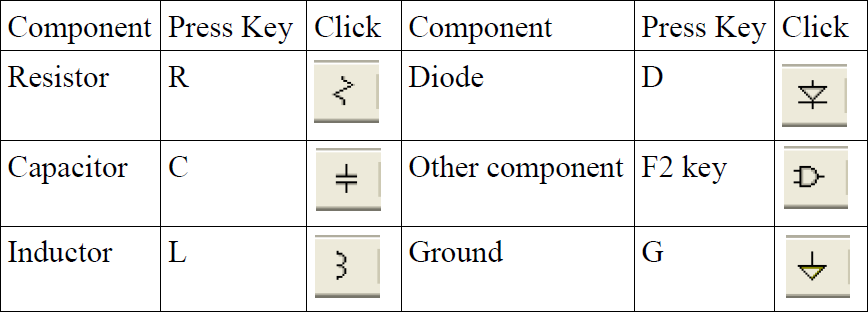 Component Press Key Click Component Press Key Click
Resistor R Diode D
Capacitor C Other component F2 key
Inductor L Ground G